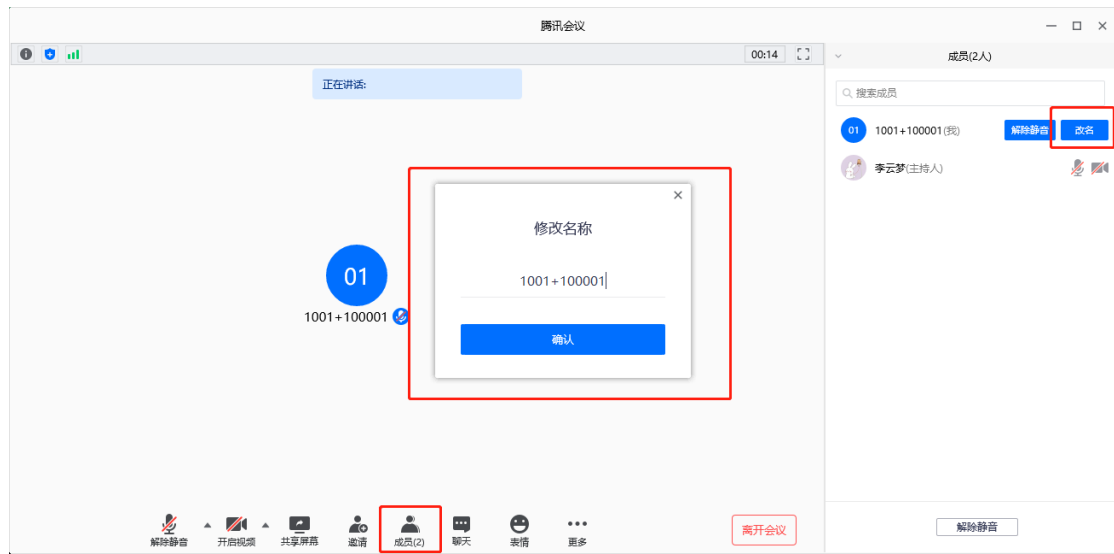 腾讯会议
00:14
正在讲话:
01
1001+100001
修改名称
1001+100001
确认
解除静音
开启视频
共享屏幕
邀请
成员(2)
聊天
表情
更多
离开会议
成员(2人)
搜索成员
01
1001+100001(我)
解除静音
改名
李云梦(主持人)
解除静音